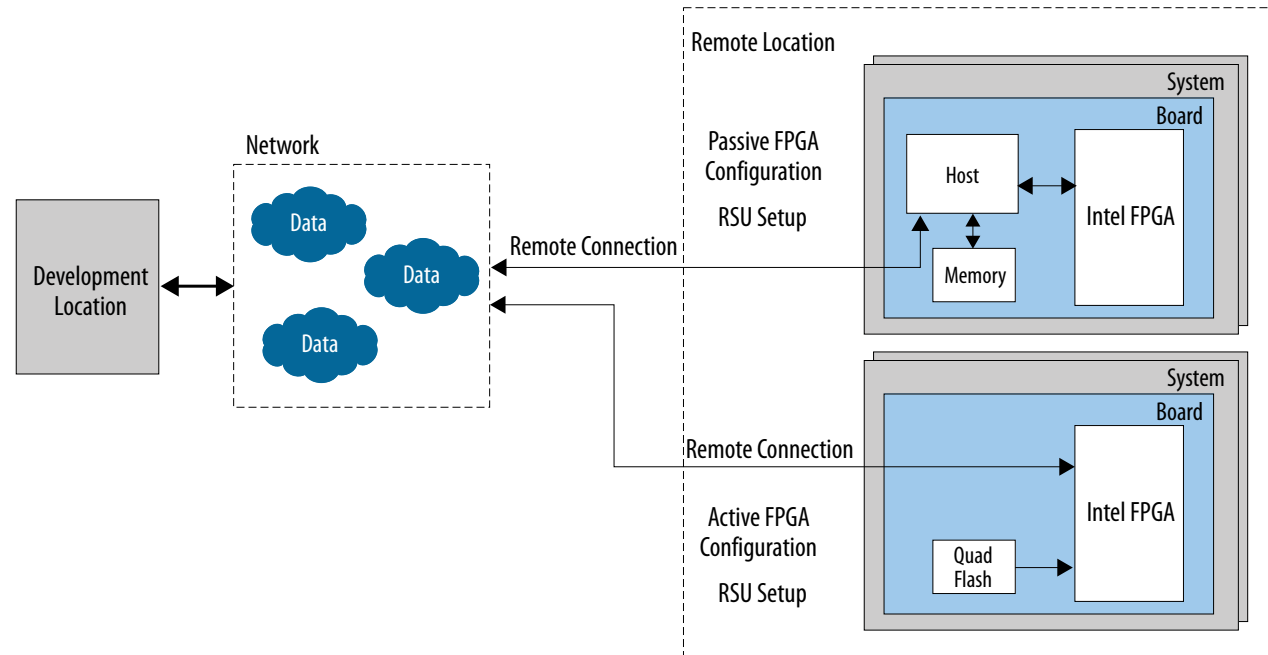 Remote Location
System
Board
Network
Passive FPGA
Configuration
RSU Setup
Host
Intel FPGA
Data
Development
Location
Data
Remote Connection
Memory
Data
System
Board
Remote Connection
Intel FPGA
Active FPGA
Configuration
RSU Setup
Quad
Flash